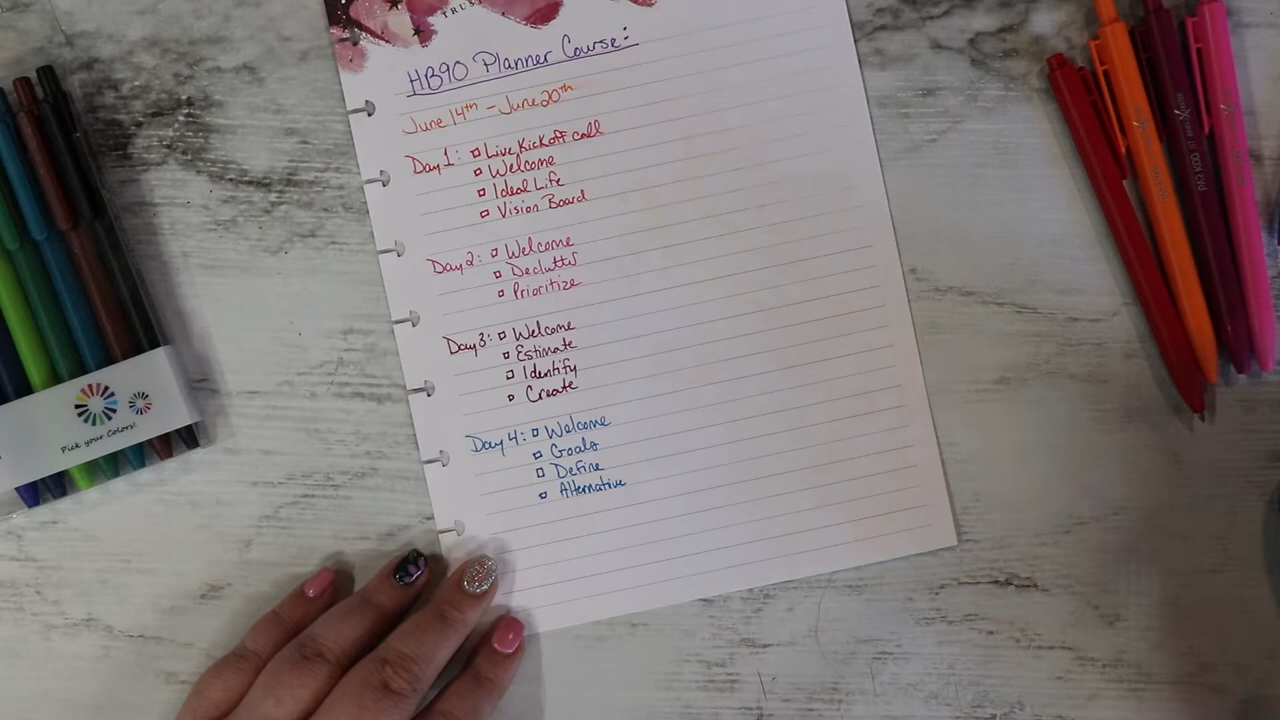 TRUS
HB90 Planner Course:
June 14th - June 20th
Day 1: Live Kickoff call
Welcome
Ideal Life
Vision Board
Day 2: Welcome
Declutter
Prioritize
Day 3: Welcome
Estimate
Identify
Create
Day 4: Welcome
Goals
Define
Alternative
Pick your Colors!